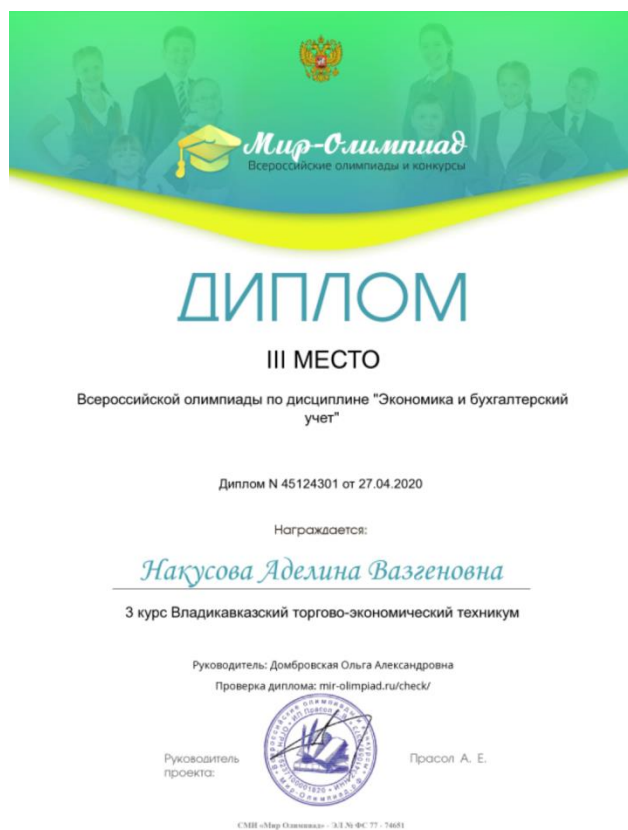 Мир-Олимпиад
Всероссийские олимпиады и конкурсы
ДИПЛОМ
III МЕСТО
Всероссийской олимпиады по дисциплине "Экономика и бухгалтерский
учет"
Диплом N 45124301 от 27.04.2020
Награждается:
Накусова Аделина Вазгеновна
3 курс Владикавказский торгово-экономический техникум
Руководитель: Домбровская Ольга Александровна
Проверка диплома: mir-olimpiad.ru/check/
Руководитель
проекта:
Прасол А. Е.
СМИ «Мир Олимпиад» - ЭЛ № ФС 77 - 74651